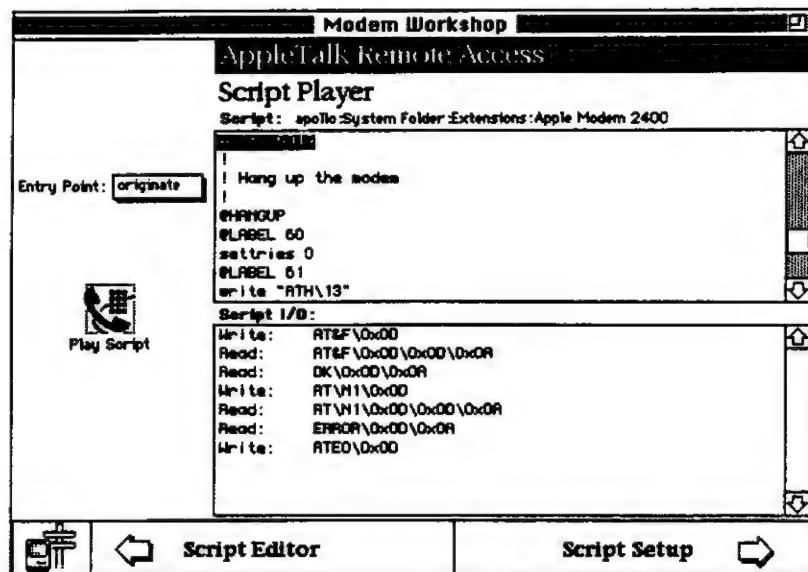 Modem Workshop
AppleTalk Remote Access
Script Player
Script: apollo:System Folder:Extensions:Apple Modem 2400
!
! Hang up the modem
!
@HANGUP
@LABEL 60
settries 0
@LABEL 61
write "ATH\13"
Entry Point: originate
Play Script
Script I/O:
Write: AT&F\0x0D
Read: AT&F\0x0D\0x0D\0x0A
Read: OK\0x0D\0x0A
Write: AT\N1\0x0D
Read: AT\N1\0x0D\0x0D\0x0A
Read: ERROR\0x0D\0x0A
Write: ATE0\0x0D
Script Editor
Script Setup